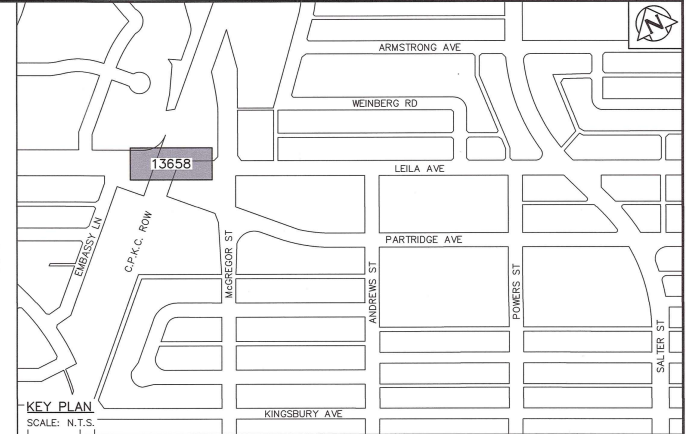 N
ARMSTRONG AVE
WEINBERG RD
13658
LEILA AVE
EMBASSY LN
C.P.K.C. ROW
McGREGOR ST
PARTRIDGE AVE
ANDREWS ST
POWERS ST
SALTER ST
KEY PLAN
KINGSBURY AVE
SCALE: N.T.S.